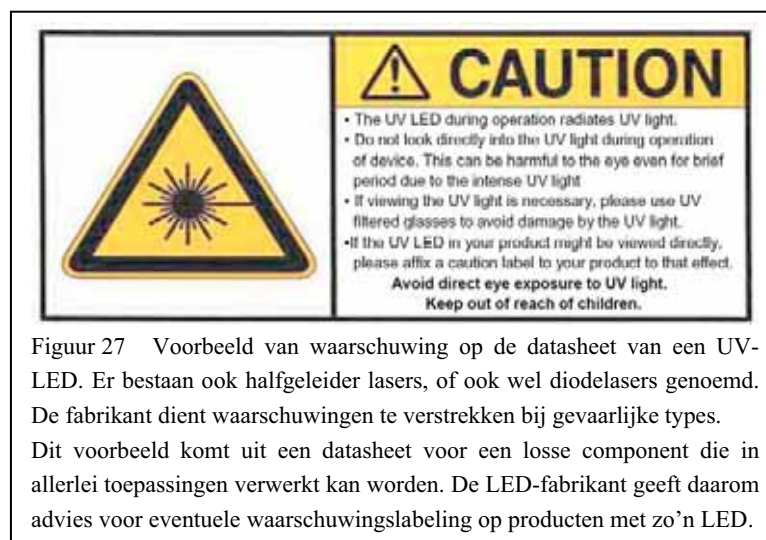 CAUTION
• The UV LED during operation radiates UV light.
• Do not look directly into the UV light during operation
of device. This can be harmful to the eye even for brief
period due to the intense UV light
• If viewing the UV light is necessary, please use UV
filtered glasses to avoid damage by the UV light.
•If the UV LED in your product might be viewed directly,
please affix a caution label to your product to that effect.
Avoid direct eye exposure to UV light.
Keep out of reach of children.
Figuur 27 Voorbeeld van waarschuwing op de datasheet van een UV-
LED. Er bestaan ook halfgeleider lasers, of ook wel diodelasers genoemd.
De fabrikant dient waarschuwingen te verstrekken bij gevaarlijke types.
Dit voorbeeld komt uit een datasheet voor een losse component die in
allerlei toepassingen verwerkt kan worden. De LED-fabrikant geeft daarom
advies voor eventuele waarschuwingslabeling op producten met zo’n LED.